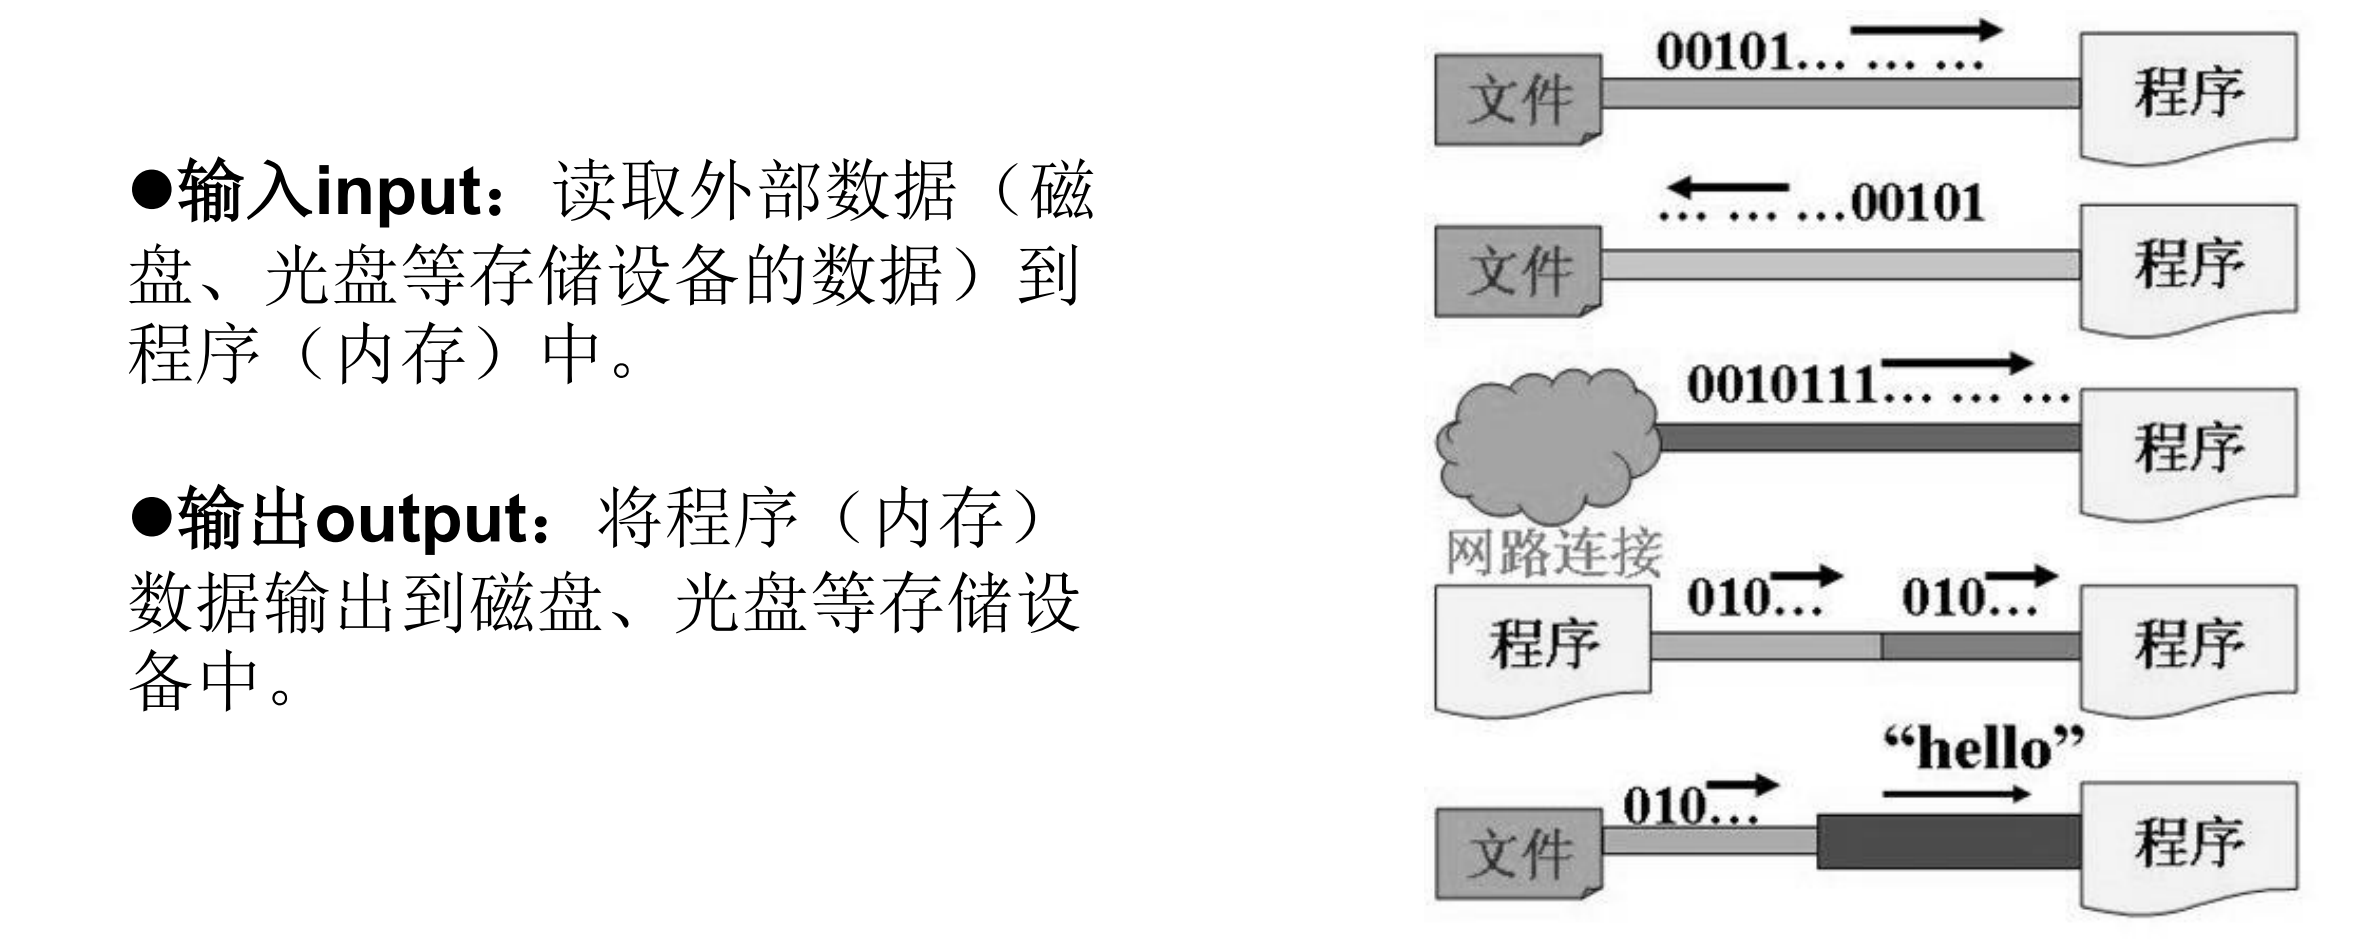 ●输入input：读取外部数据（磁
盘、光盘等存储设备的数据）到
程序（内存）中。
●输出output：将程序（内存）
数据输出到磁盘、光盘等存储设
备中。
00101... ... ...
文件
程序
... ... ...00101
文件
程序
0010111... ... ...
程序
网路连接
010...
010...
程序
程序
“hello”
010...
文件
程序